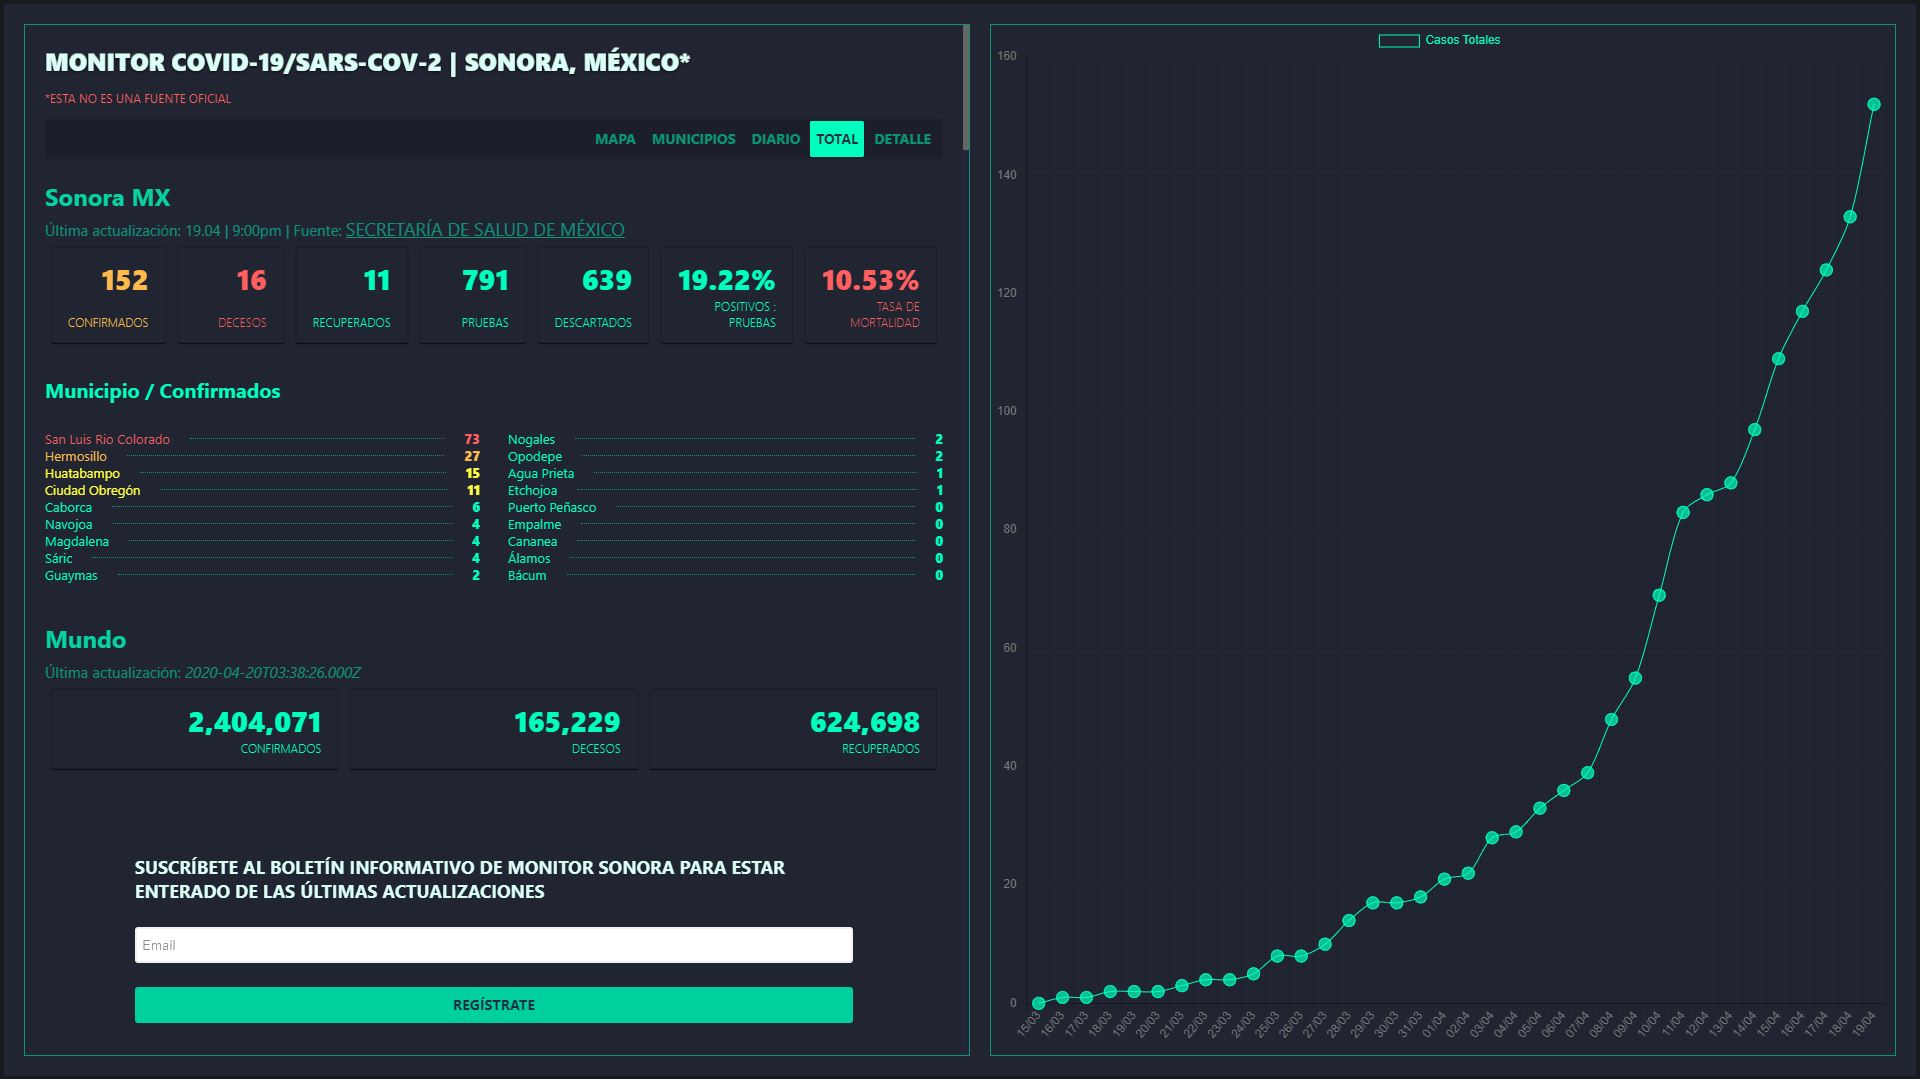 MONITOR COVID-19/SARS-COV-2 | SONORA, MÉXICO*
*ESTA NO ES UNA FUENTE OFICIAL
MAPA MUNICIPIOS DIARIO TOTAL DETALLE
Sonora MX
Última actualización: 19.04 | 9:00pm | Fuente: SECRETARÍA DE SALUD DE MÉXICO
152
CONFIRMADOS
16
DECESOS
11
RECUPERADOS
791
PRUEBAS
639
DESCARTADOS
19.22%
POSITIVOS :
PRUEBAS
10.53%
TASA DE
MORTALIDAD
Municipio / Confirmados
San Luis Rio Colorado 73
Hermosillo 27
Huatabampo 15
Ciudad Obregón 11
Caborca 6
Navojoa 4
Magdalena 4
Sáric 4
Guaymas 2
Nogales 2
Opodepe 2
Agua Prieta 1
Etchojoa 1
Puerto Peñasco 0
Empalme 0
Cananea 0
Álamos 0
Bácum 0
Mundo
Última actualización: 2020-04-20T03:38:26.000Z
2,404,071
CONFIRMADOS
165,229
DECESOS
624,698
RECUPERADOS
SUSCRÍBETE AL BOLETÍN INFORMATIVO DE MONITOR SONORA PARA ESTAR
ENTERADO DE LAS ÚLTIMAS ACTUALIZACIONES
Email
REGÍSTRATE
Casos Totales
160
140
120
100
80
60
40
20
0
15/03 16/03 17/03 18/03 19/03 20/03 21/03 22/03 23/03 24/03 25/03 26/03 27/03 28/03 29/03 30/03 31/03 01/04 02/04 03/04 04/04 05/04 06/04 07/04 08/04 09/04 10/04 11/04 12/04 13/04 14/04 15/04 16/04 17/04 18/04 19/04